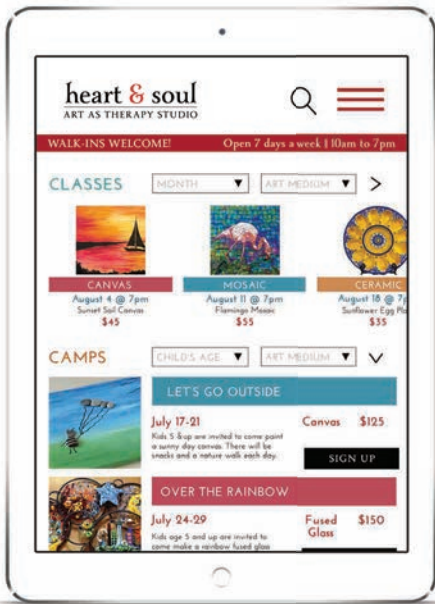 heart & soul
ART AS THERAPY STUDIO
WALK-INS WELCOME! Open 7 days a week | 10am to 7pm
CLASSES MONTH ▼ ART MEDIUM ▼ >
CANVAS MOSAIC CERAMIC
August 4 @ 7pm August 11 @ 7pm August 18 @ 7p
Sunset Sail Canvas Flamingo Mosaic Sunflower Egg Pla
$45 $55 $35
CAMPS CHILD'S AGE ▼ ART MEDIUM ▼
LET'S GO OUTSIDE
July 17-21 Canvas $125
Kids 5 & up are invited to come paint
a sunny day canvas. There will be
snacks and a nature walk each day.
SIGN UP
OVER THE RAINBOW
July 24-29 Fused $150
Glass
Kids age 5 and up are invited to
come make a rainbow fused glass